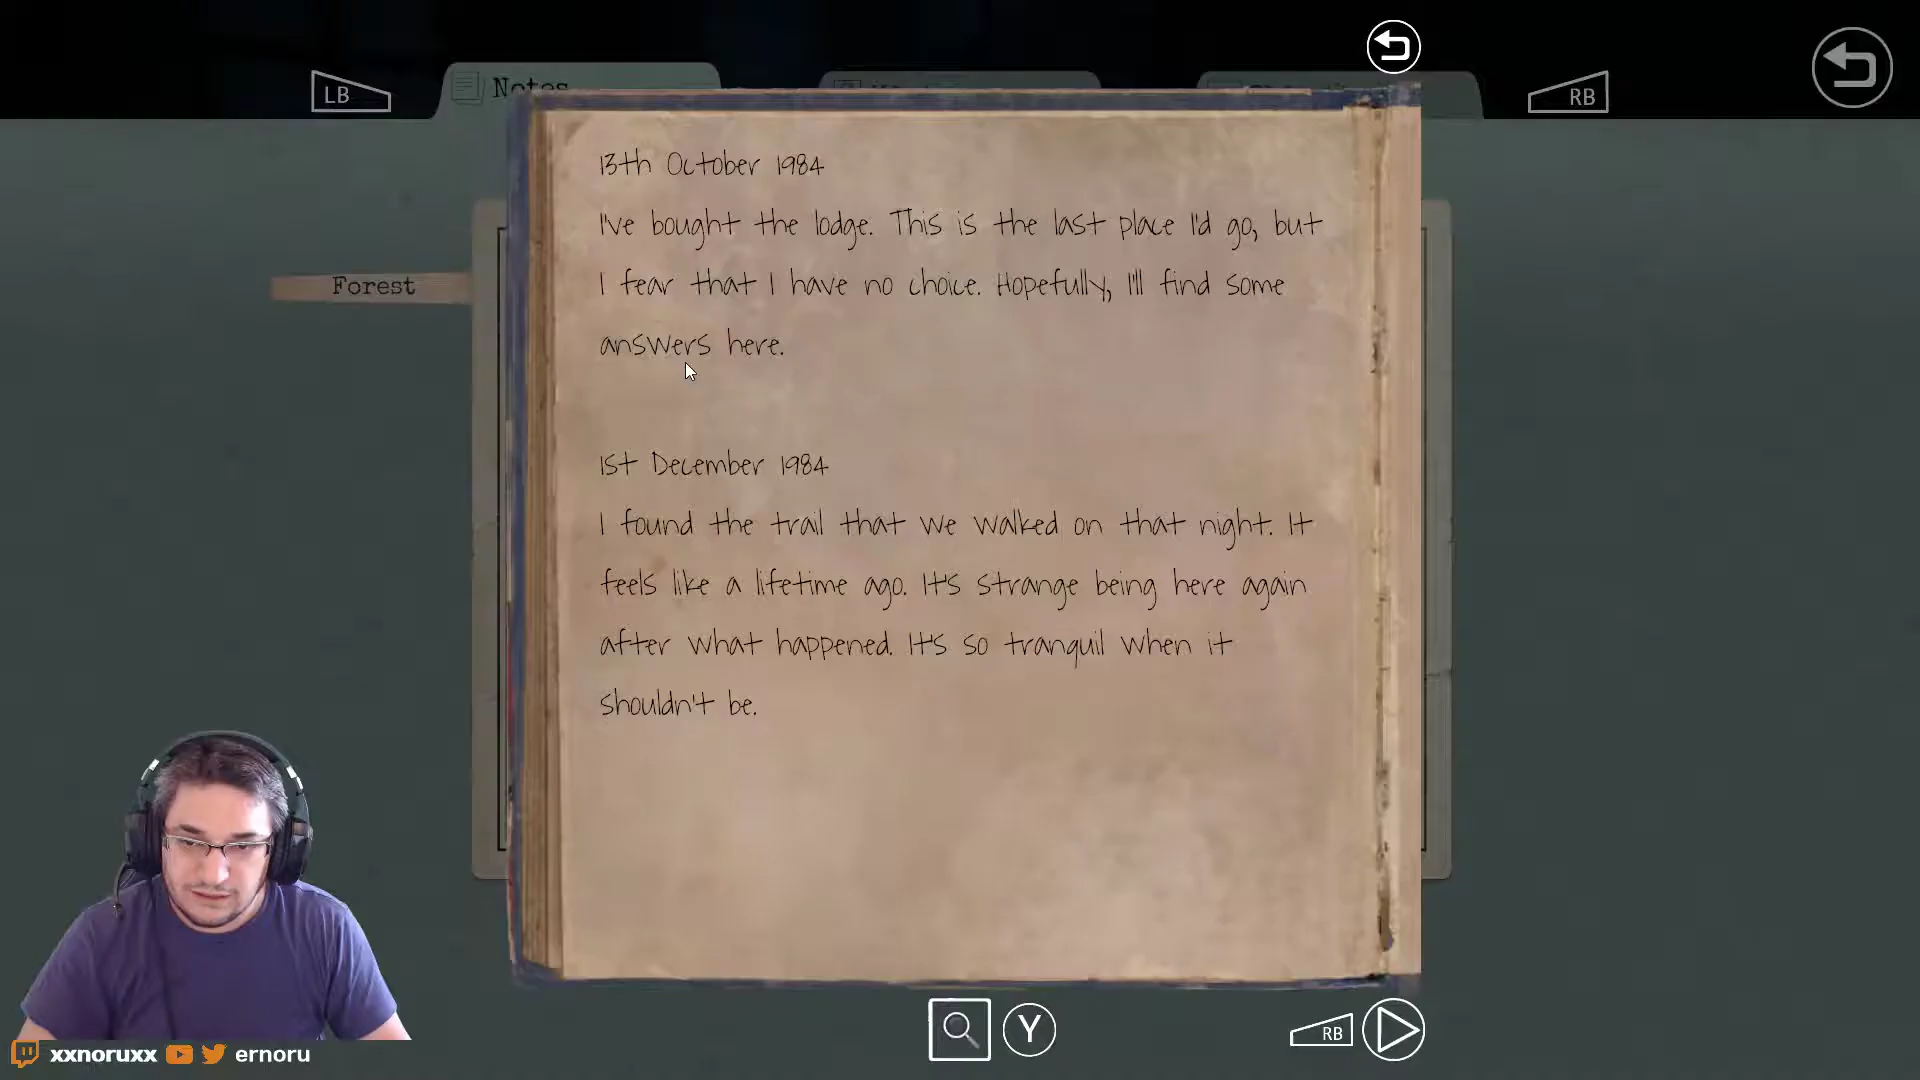 LB
Notes
RB
Forest
13th October 1984
I've bought the lodge. This is the last place I'd go, but
I fear that I have no choice. Hopefully, I'll find some
answers here.
1st December 1984
I found the trail that we walked on that night. It
feels like a lifetime ago. It's strange being here again
after what happened. It's so tranquil when it
shouldn't be.
Y
RB
xxnoruxx ernoru